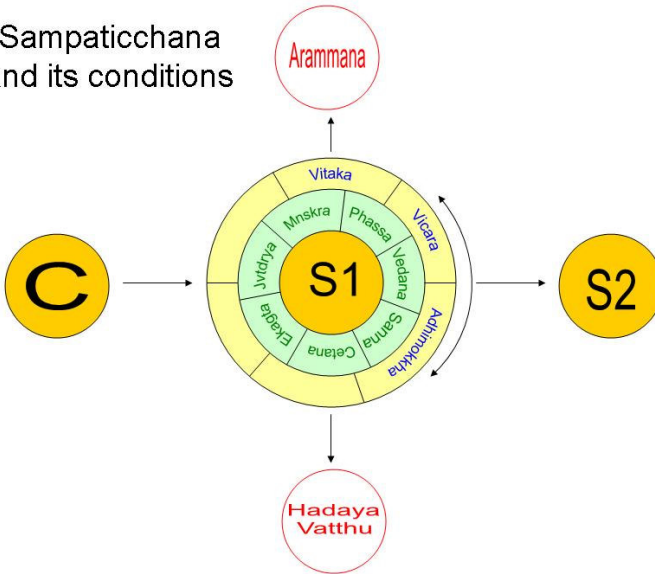 Sampaticchana
and its conditions
Arammana
Vitaka
Vicara
Adhimokkha
Mnskra
Phassa
Vedana
Sanna
Cetana
Ekagta
Jvtdrya
C
S1
S2
Hadaya
Vatthu